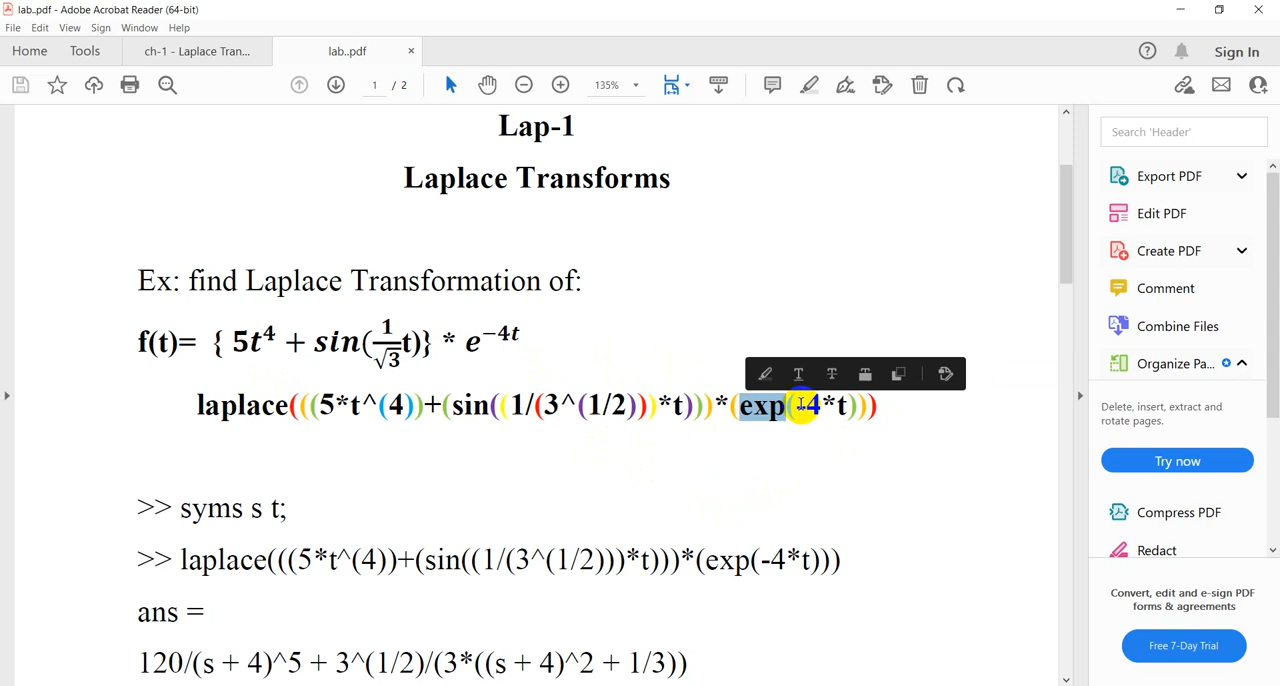 lab..pdf - Adobe Acrobat Reader (64-bit)
File Edit View Sign Window Help
Home Tools ch-1 - Laplace Tran... lab..pdf × Sign In
1 / 2 135%
Search 'Header'
Export PDF
Edit PDF
Create PDF
Comment
Combine Files
Organize Pa...
Delete, insert, extract and
rotate pages.
Try now
Compress PDF
Redact
Convert, edit and e-sign PDF
forms & agreements
Free 7-Day Trial
Lap-1
Laplace Transforms
Ex: find Laplace Transformation of:
f(t)= { 5t⁴ + sin(1/√3 t)} * e⁻⁴ᵗ
laplace(((5*t^(4))+(sin((1/(3^(1/2)))*t)))*(exp(-4*t)))
>> syms s t;
>> laplace(((5*t^(4))+(sin((1/(3^(1/2)))*t)))*(exp(-4*t)))
ans =
120/(s + 4)^5 + 3^(1/2)/(3*((s + 4)^2 + 1/3))